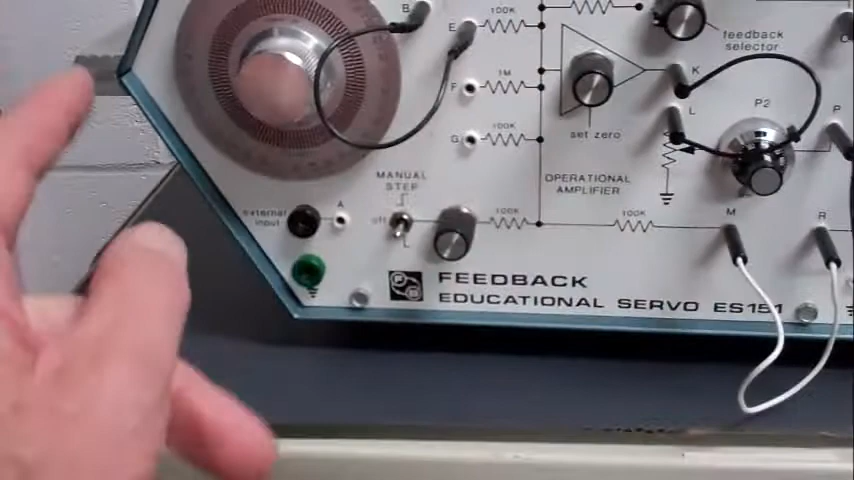 B
E
100K
feedback
selector
F
1M
K
P
L
P2
G
100K
set zero
MANUAL
STEP
OPERATIONAL
AMPLIFIER
external
input
A
off
100K
100K
M
R
FB
FEEDBACK
EDUCATIONAL SERVO ES151